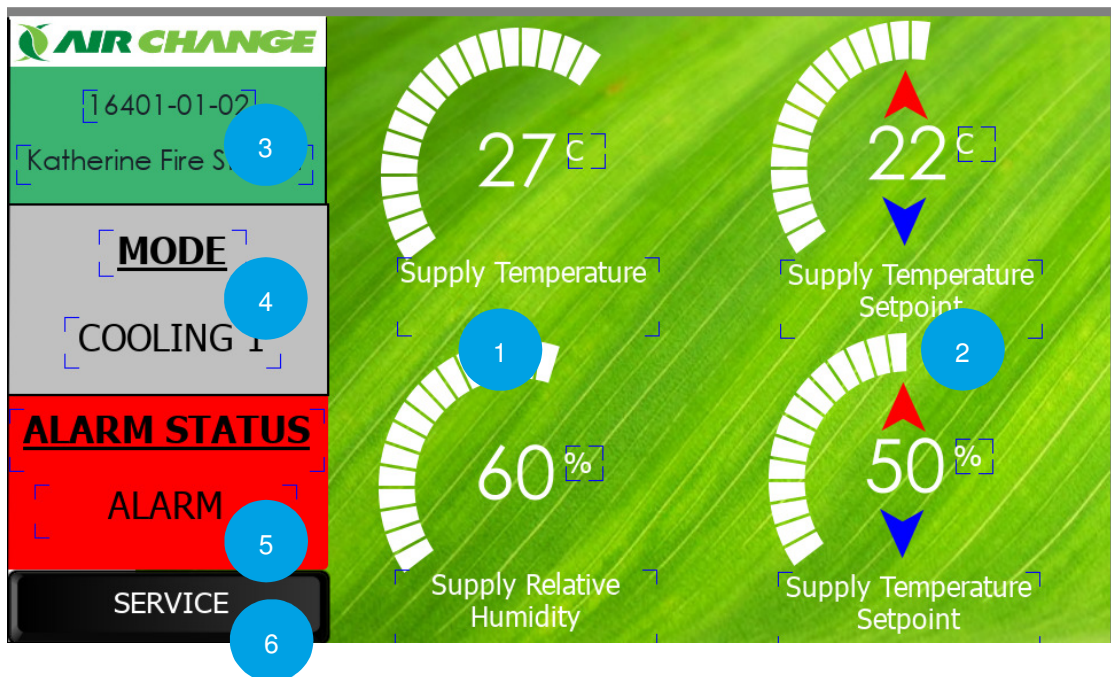 AIR CHANGE
16401-01-02
Katherine Fire S
3
MODE
COOLING 1
4
ALARM STATUS
ALARM
5
SERVICE
6
27 C
Supply Temperature
22 C
Supply Temperature
Setpoint
1
2
60 %
Supply Relative
Humidity
50 %
Supply Temperature
Setpoint